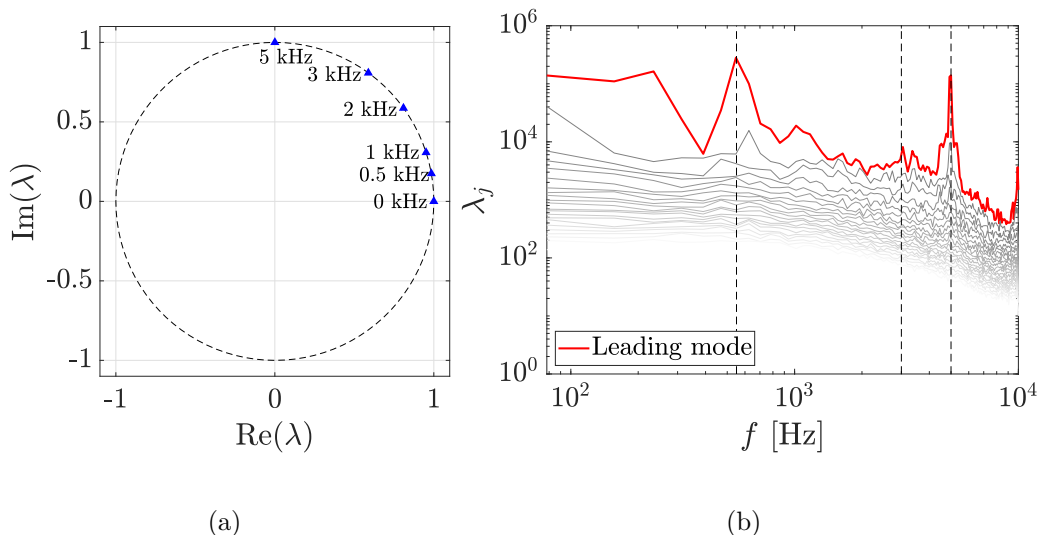 1
0.5
0
-0.5
-1
-1
0
1
Im(λ)
Re(λ)
5 kHz
3 kHz
2 kHz
1 kHz
0.5 kHz
0 kHz
(a)
10^6
10^4
10^2
10^0
λ_j
Leading mode
10^2
10^3
10^4
f [Hz]
(b)